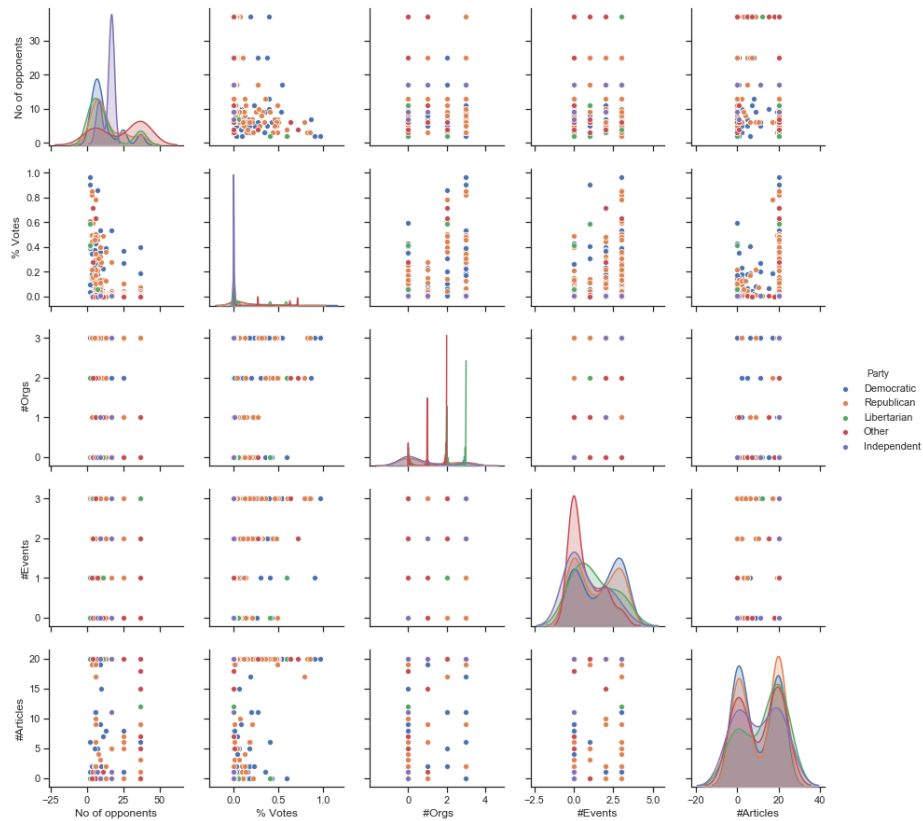 No of opponents
30
20
10
0
% Votes
1.0
0.8
0.6
0.4
0.2
0.0
#Orgs
3
2
1
0
Party
Democratic
Republican
Libertarian
Other
Independent
#Events
3
2
1
0
#Articles
20
15
10
5
0
−25 0 25 50
0.0 0.5 1.0
0 2 4
−2.5 0.0 2.5 5.0
−20 0 20 40
No of opponents
% Votes
#Orgs
#Events
#Articles